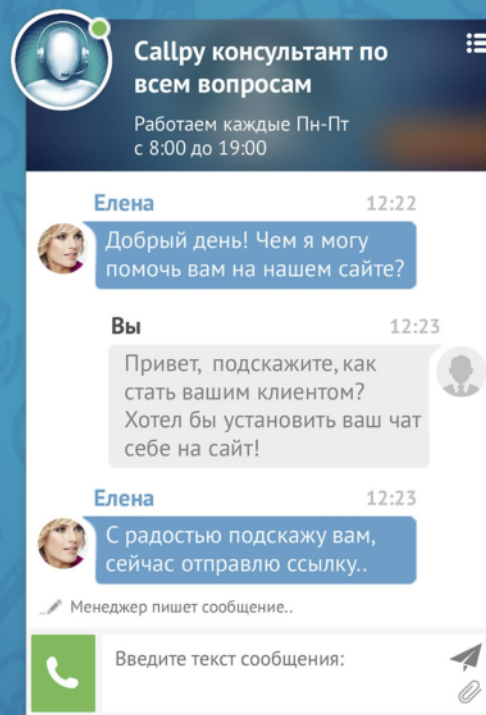 Callpy консультант по
всем вопросам
Работаем каждые Пн-Пт
с 8:00 до 19:00
Елена 12:22
Добрый день! Чем я могу
помочь вам на нашем сайте?
Вы 12:23
Привет, подскажите, как
стать вашим клиентом?
Хотел бы установить ваш чат
себе на сайт!
Елена 12:23
С радостью подскажу вам,
сейчас отправлю ссылку..
Менеджер пишет сообщение..
Введите текст сообщения: